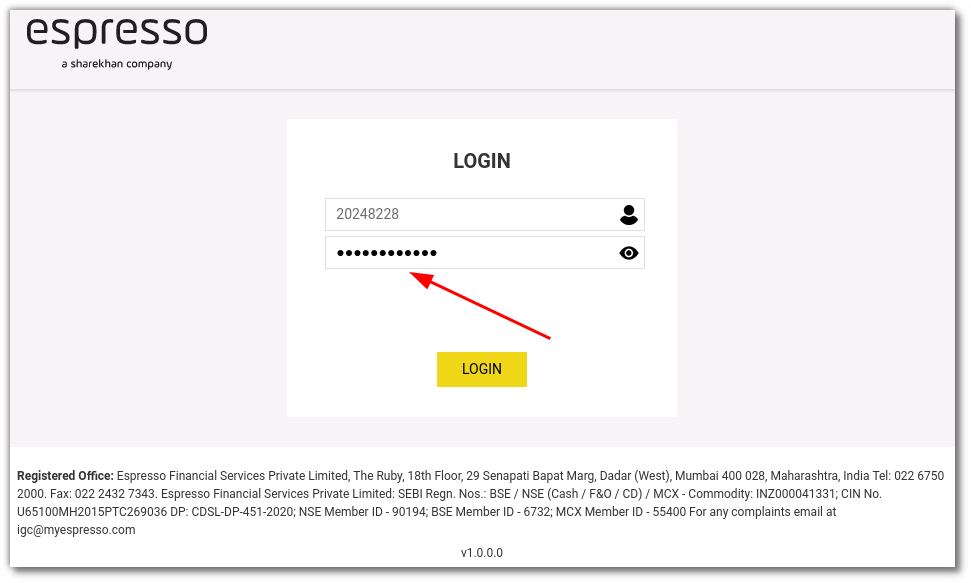 espresso
a sharekhan company
LOGIN
20248228
••••••••••••
LOGIN
Registered Office: Espresso Financial Services Private Limited, The Ruby, 18th Floor, 29 Senapati Bapat Marg, Dadar (West), Mumbai 400 028, Maharashtra, India Tel: 022 6750
2000. Fax: 022 2432 7343. Espresso Financial Services Private Limited: SEBI Regn. Nos.: BSE / NSE (Cash / F&O / CD) / MCX - Commodity: INZ000041331; CIN No.
U65100MH2015PTC269036 DP: CDSL-DP-451-2020; NSE Member ID - 90194; BSE Member ID - 6732; MCX Member ID - 55400 For any complaints email at
igc@myespresso.com
v1.0.0.0